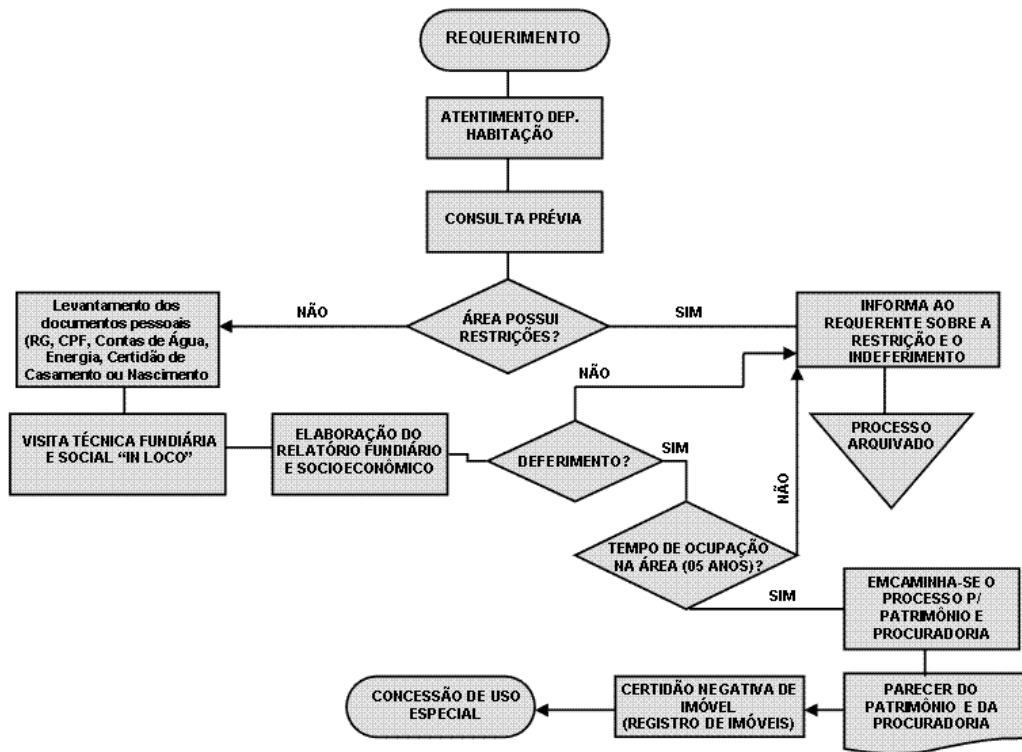 REQUERIMENTO
ATENTIMENTO DEP.
HABITAÇÃO
CONSULTA PRÉVIA
ÁREA POSSUI
RESTRIÇÕES?
NÃO
SIM
Levantamento dos
documentos pessoais
(RG, CPF, Contas de Água,
Energia, Certidão de
Casamento ou Nascimento
INFORMA AO
REQUERENTE SOBRE A
RESTRIÇÃO E O
INDEFERIMENTO
PROCESSO
ARQUIVADO
VISITA TÉCNICA FUNDIÁRIA
E SOCIAL “IN LOCO”
ELABORAÇÃO DO
RELATÓRIO FUNDIÁRIO
E SOCIOECONÔMICO
DEFERIMENTO?
NÃO
SIM
TEMPO DE OCUPAÇÃO
NA ÁREA (05 ANOS)?
NÃO
SIM
EMCAMINHA-SE O
PROCESSO P/
PATRIMÔNIO E
PROCURADORIA
PARECER DO
PATRIMÔNIO E DA
PROCURADORIA
CERTIDÃO NEGATIVA DE
IMÓVEL
(REGISTRO DE IMÓVEIS)
CONCESSÃO DE USO
ESPECIAL